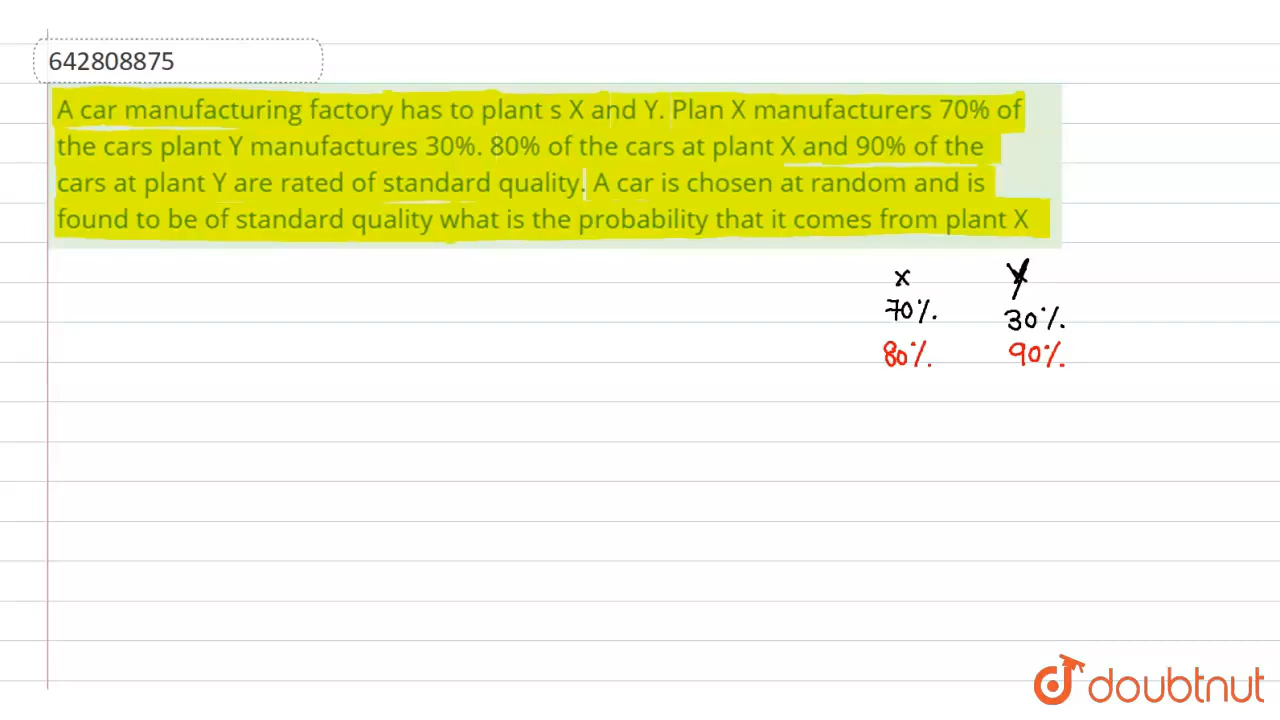 642808875
A car manufacturing factory has to plant s X and Y. Plan X manufacturers 70% of
the cars plant Y manufactures 30%. 80% of the cars at plant X and 90% of the
cars at plant Y are rated of standard quality. A car is chosen at random and is
found to be of standard quality what is the probability that it comes from plant X
x y
70% 30%
80% 90%
doubtnut